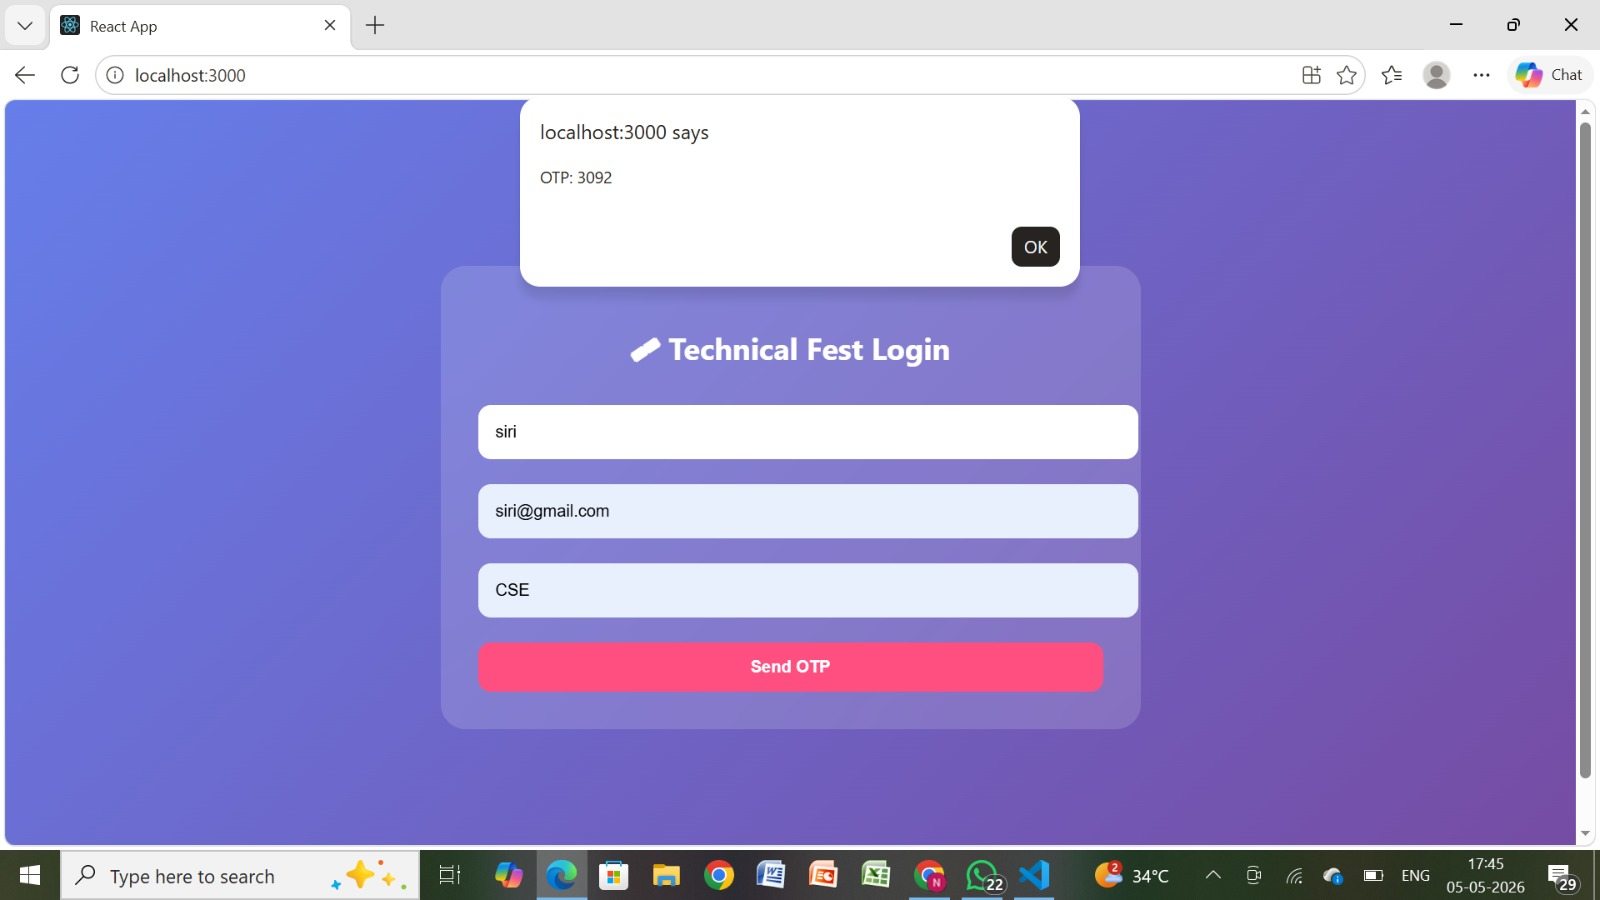 React App
localhost:3000
Chat
localhost:3000 says
OTP: 3092
OK
Technical Fest Login
siri
siri@gmail.com
CSE
Send OTP
Type here to search
N
22
2
34°C
ENG
17:45
05-05-2026
29